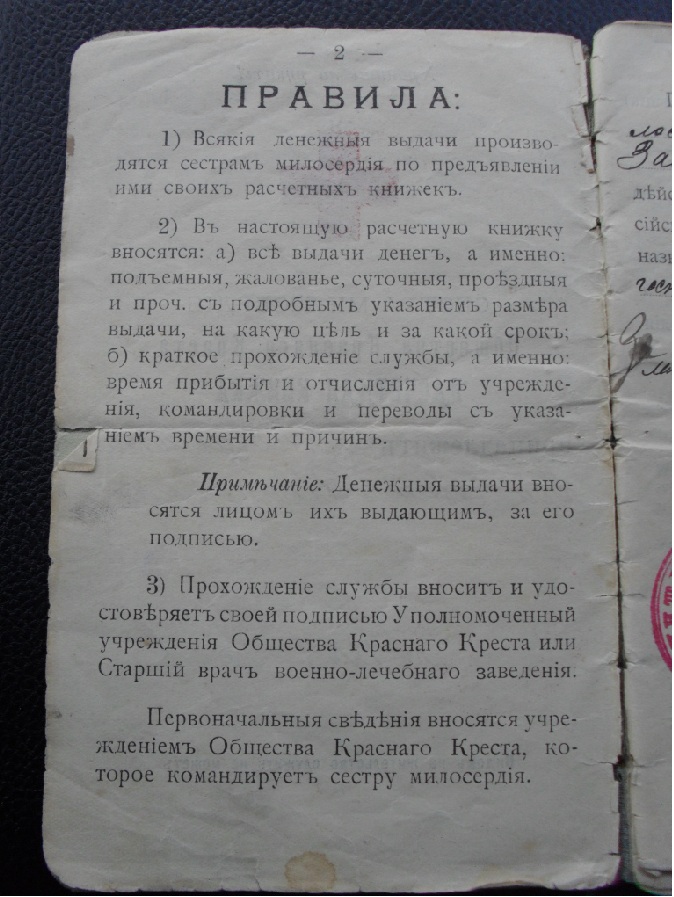 — 2 —
ПРАВИЛА:
1) Всякія денежныя выдачи произво-
дятся сестрамъ милосердія по предъявленіи
ими своихъ расчетныхъ книжекъ.
2) Въ настоящую расчетную книжку
вносятся: а) всѣ выдачи денегъ, а именно:
подъемныя, жалованье, суточныя, проѣздныя
и проч. съ подробнымъ указаніемъ размѣра
выдачи, на какую цѣль и за какой срокъ;
б) краткое прохожденіе службы, а именно:
время прибытія и отчисленія отъ учрежде-
нія, командировки и переводы съ указа-
ніемъ времени и причинъ.
Примѣчаніе: Денежныя выдачи вно-
сятся лицомъ ихъ выдающимъ, за его
подписью.
3) Прохожденіе службы вноситъ и удо-
стовѣряетъ своей подписью Уполномоченный
учрежденія Общества Краснаго Креста или
Старшій врачъ военно-лечебнаго заведенія.
Первоначальныя свѣдѣнія вносятся учре-
жденіемъ Общества Краснаго Креста, ко-
торое командируетъ сестру милосердія.
дѣйс
сійск
назн